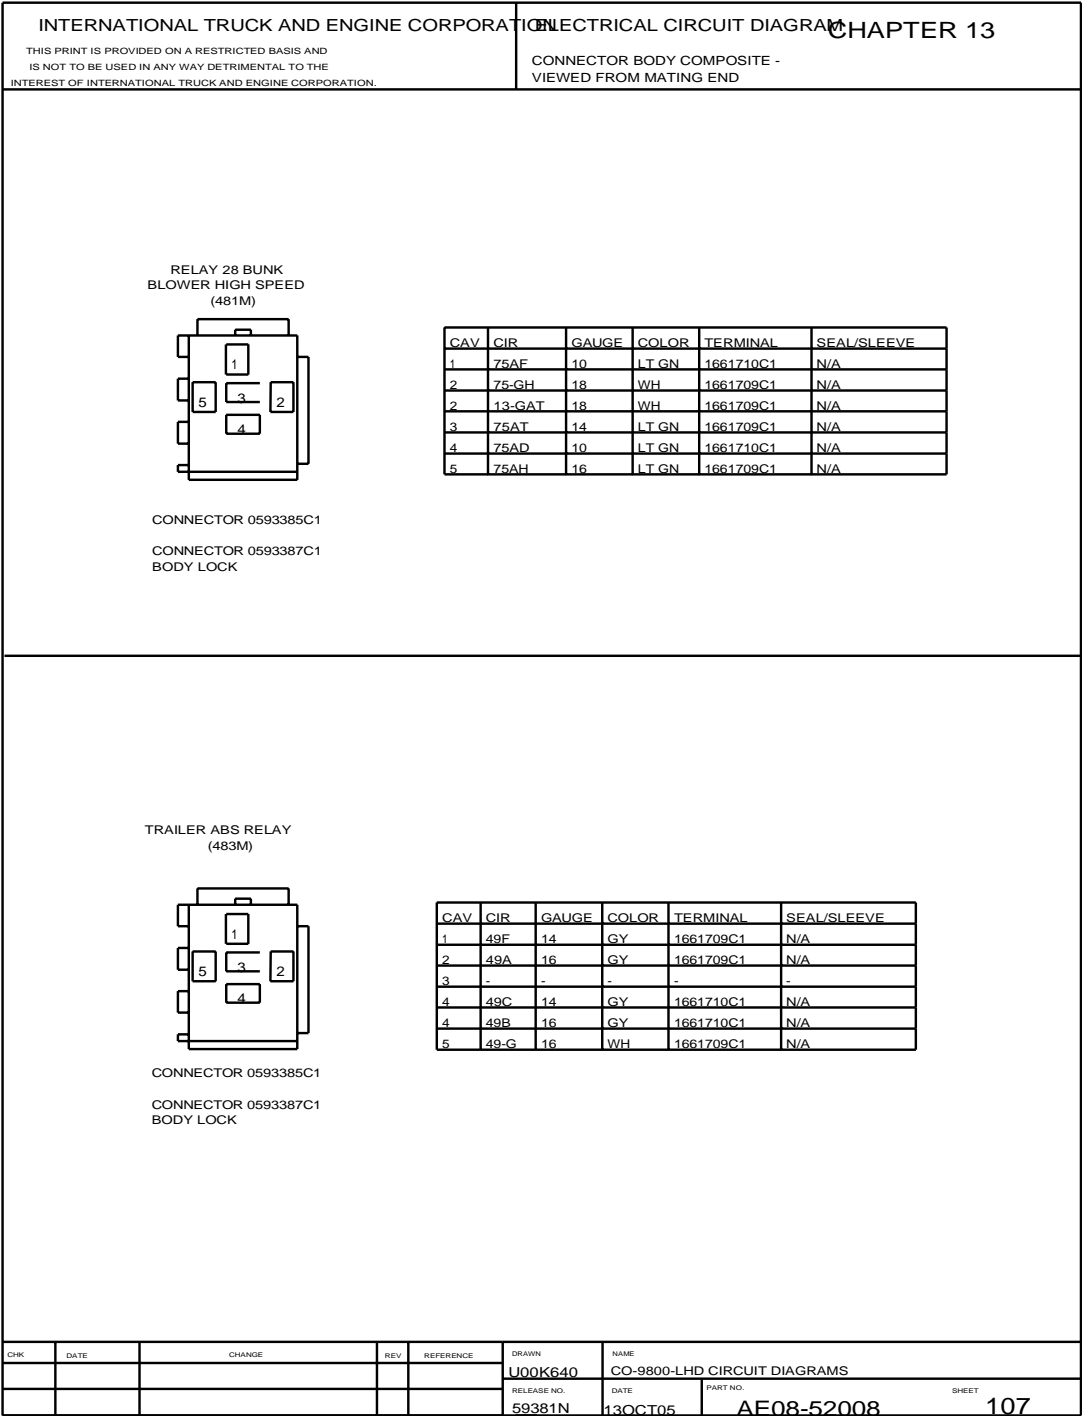 INTERNATIONAL TRUCK AND ENGINE CORPORATION
THIS PRINT IS PROVIDED ON A RESTRICTED BASIS AND
IS NOT TO BE USED IN ANY WAY DETRIMENTAL TO THE
INTEREST OF INTERNATIONAL TRUCK AND ENGINE CORPORATION.
ELECTRICAL CIRCUIT DIAGRAM
CHAPTER 13
CONNECTOR BODY COMPOSITE -
VIEWED FROM MATING END
RELAY 28 BUNK
BLOWER HIGH SPEED
(481M)
1
5 3 2
4
CONNECTOR 0593385C1
CONNECTOR 0593387C1
BODY LOCK
CAV CIR GAUGE COLOR TERMINAL SEAL/SLEEVE
1 75AF 10 LT GN 1661710C1 N/A
2 75-GH 18 WH 1661709C1 N/A
2 13-GAT 18 WH 1661709C1 N/A
3 75AT 14 LT GN 1661709C1 N/A
4 75AD 10 LT GN 1661710C1 N/A
5 75AH 16 LT GN 1661709C1 N/A
TRAILER ABS RELAY
(483M)
1
5 3 2
4
CONNECTOR 0593385C1
CONNECTOR 0593387C1
BODY LOCK
CAV CIR GAUGE COLOR TERMINAL SEAL/SLEEVE
1 49F 14 GY 1661709C1 N/A
2 49A 16 GY 1661709C1 N/A
3 - - - - -
4 49C 14 GY 1661710C1 N/A
4 49B 16 GY 1661710C1 N/A
5 49-G 16 WH 1661709C1 N/A
CHK DATE CHANGE REV REFERENCE
DRAWN
U00K640
NAME
CO-9800-LHD CIRCUIT DIAGRAMS
RELEASE NO.
59381N
DATE
13OCT05
PART NO.
AE08-52008
SHEET
107